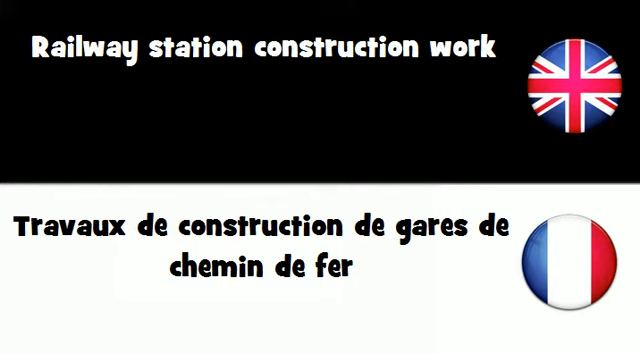 Railway station construction work
Travaux de construction de gares de
chemin de fer